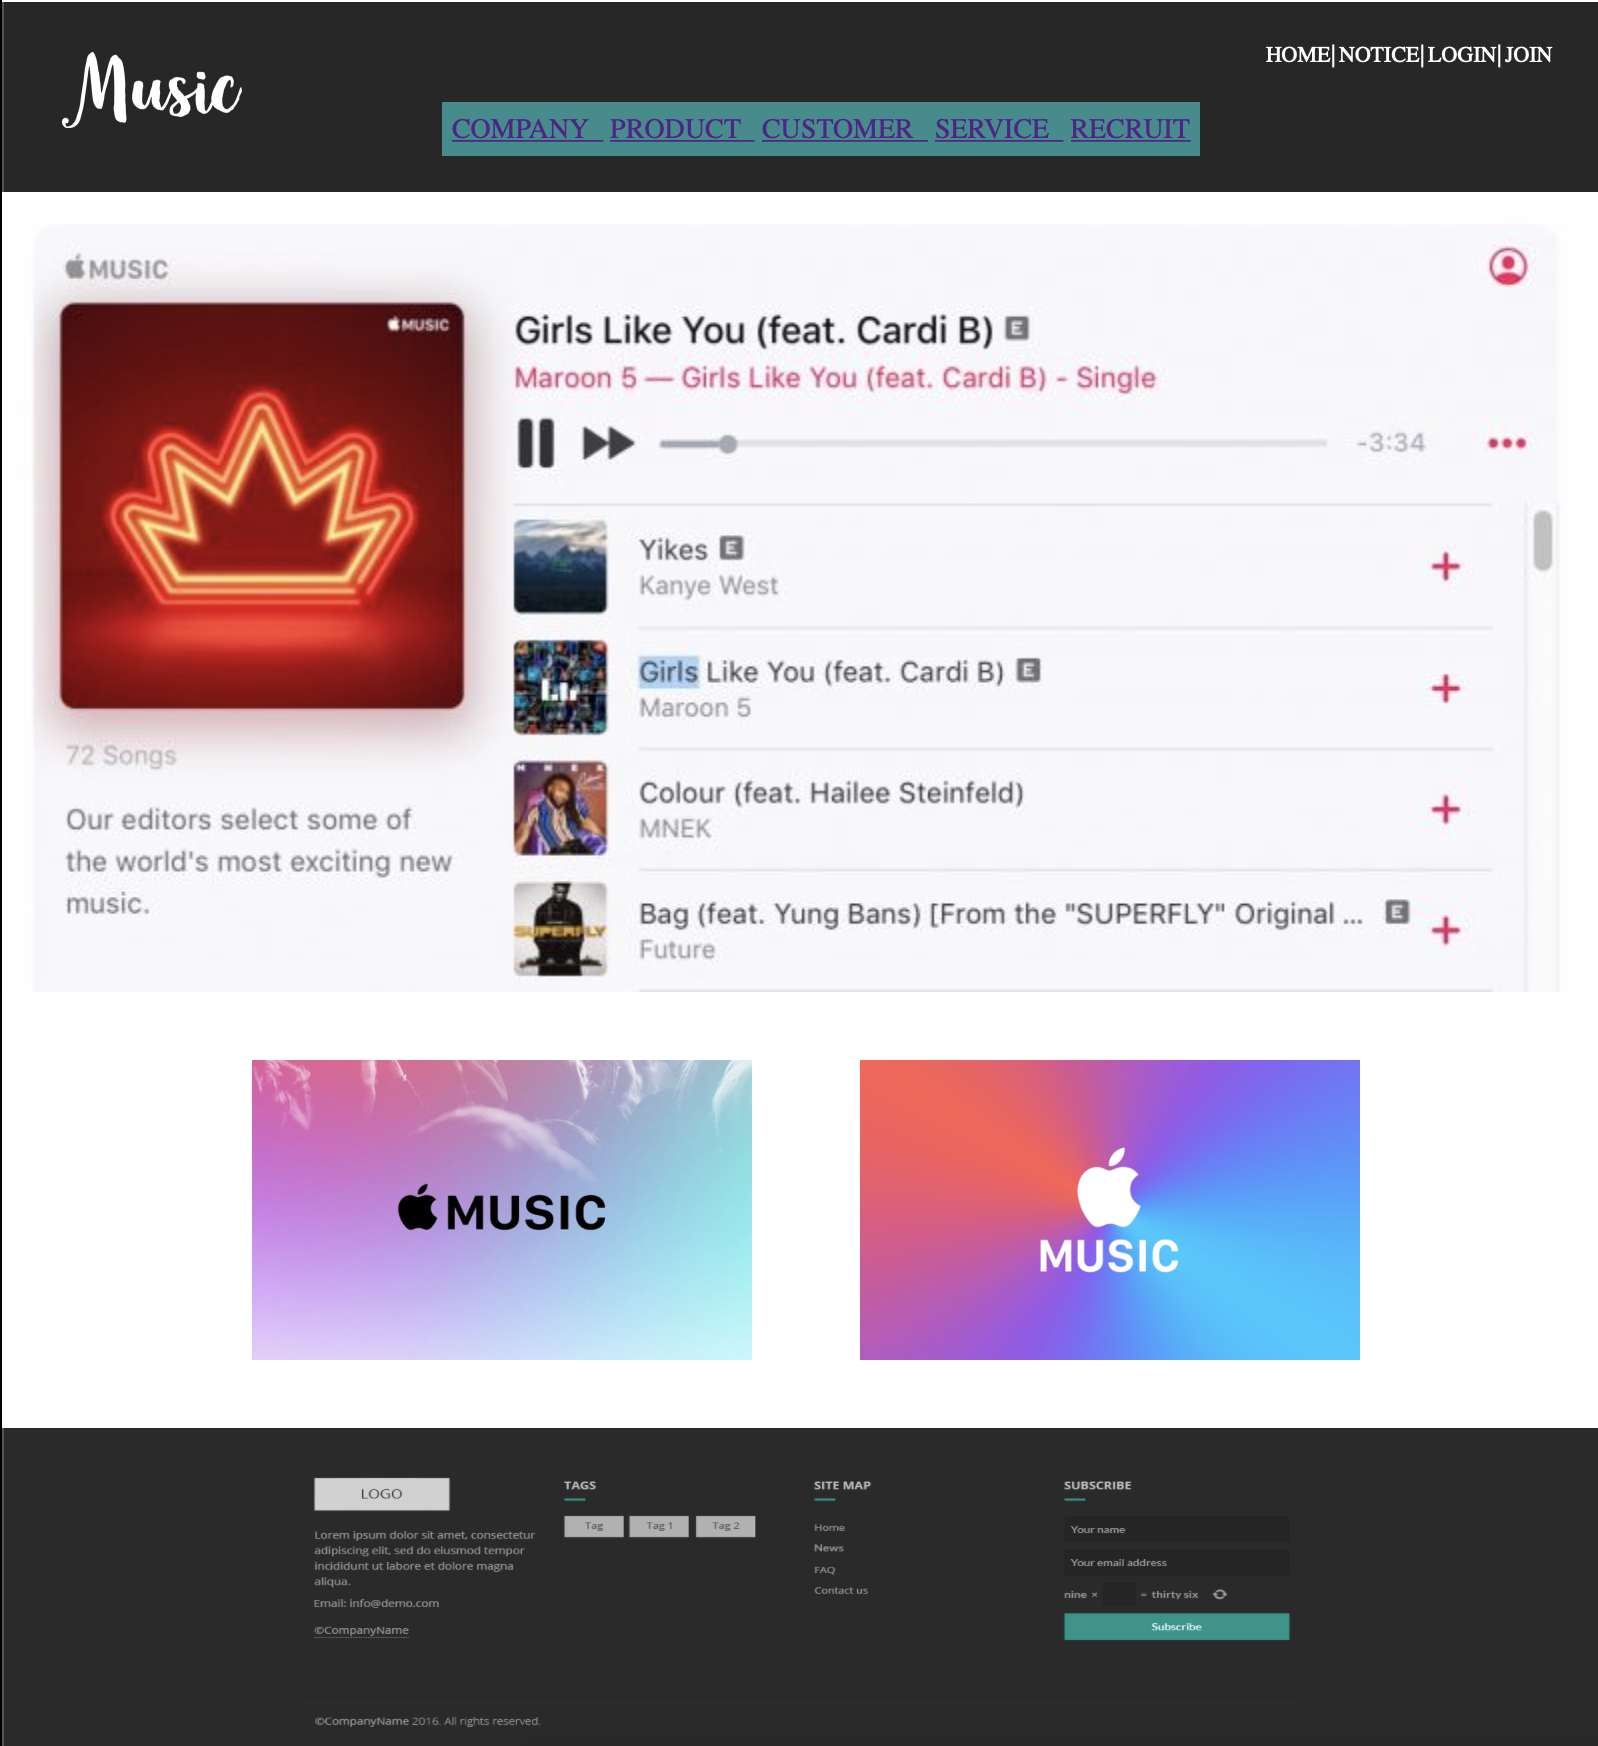 Music
HOME| NOTICE| LOGIN| JOIN
COMPANY PRODUCT CUSTOMER SERVICE RECRUIT
MUSIC
MUSIC
Girls Like You (feat. Cardi B) E
Maroon 5 — Girls Like You (feat. Cardi B) - Single
-3:34
Yikes E
Kanye West
Girls Like You (feat. Cardi B) E
Maroon 5
72 Songs
Our editors select some of
the world's most exciting new
music.
M N E K
Colour (feat. Hailee Steinfeld)
MNEK
SUPERFLY
Bag (feat. Yung Bans) [From the "SUPERFLY" Original ... E
Future
MUSIC
MUSIC
LOGO
Lorem ipsum dolor sit amet, consectetur
adipiscing elit, sed do eiusmod tempor
incididunt ut labore et dolore magna
aliqua.
Email: info@demo.com
©CompanyName
TAGS
Tag Tag 1 Tag 2
SITE MAP
Home
News
FAQ
Contact us
SUBSCRIBE
Your name
Your email address
nine × = thirty six
Subscribe
©CompanyName 2016. All rights reserved.